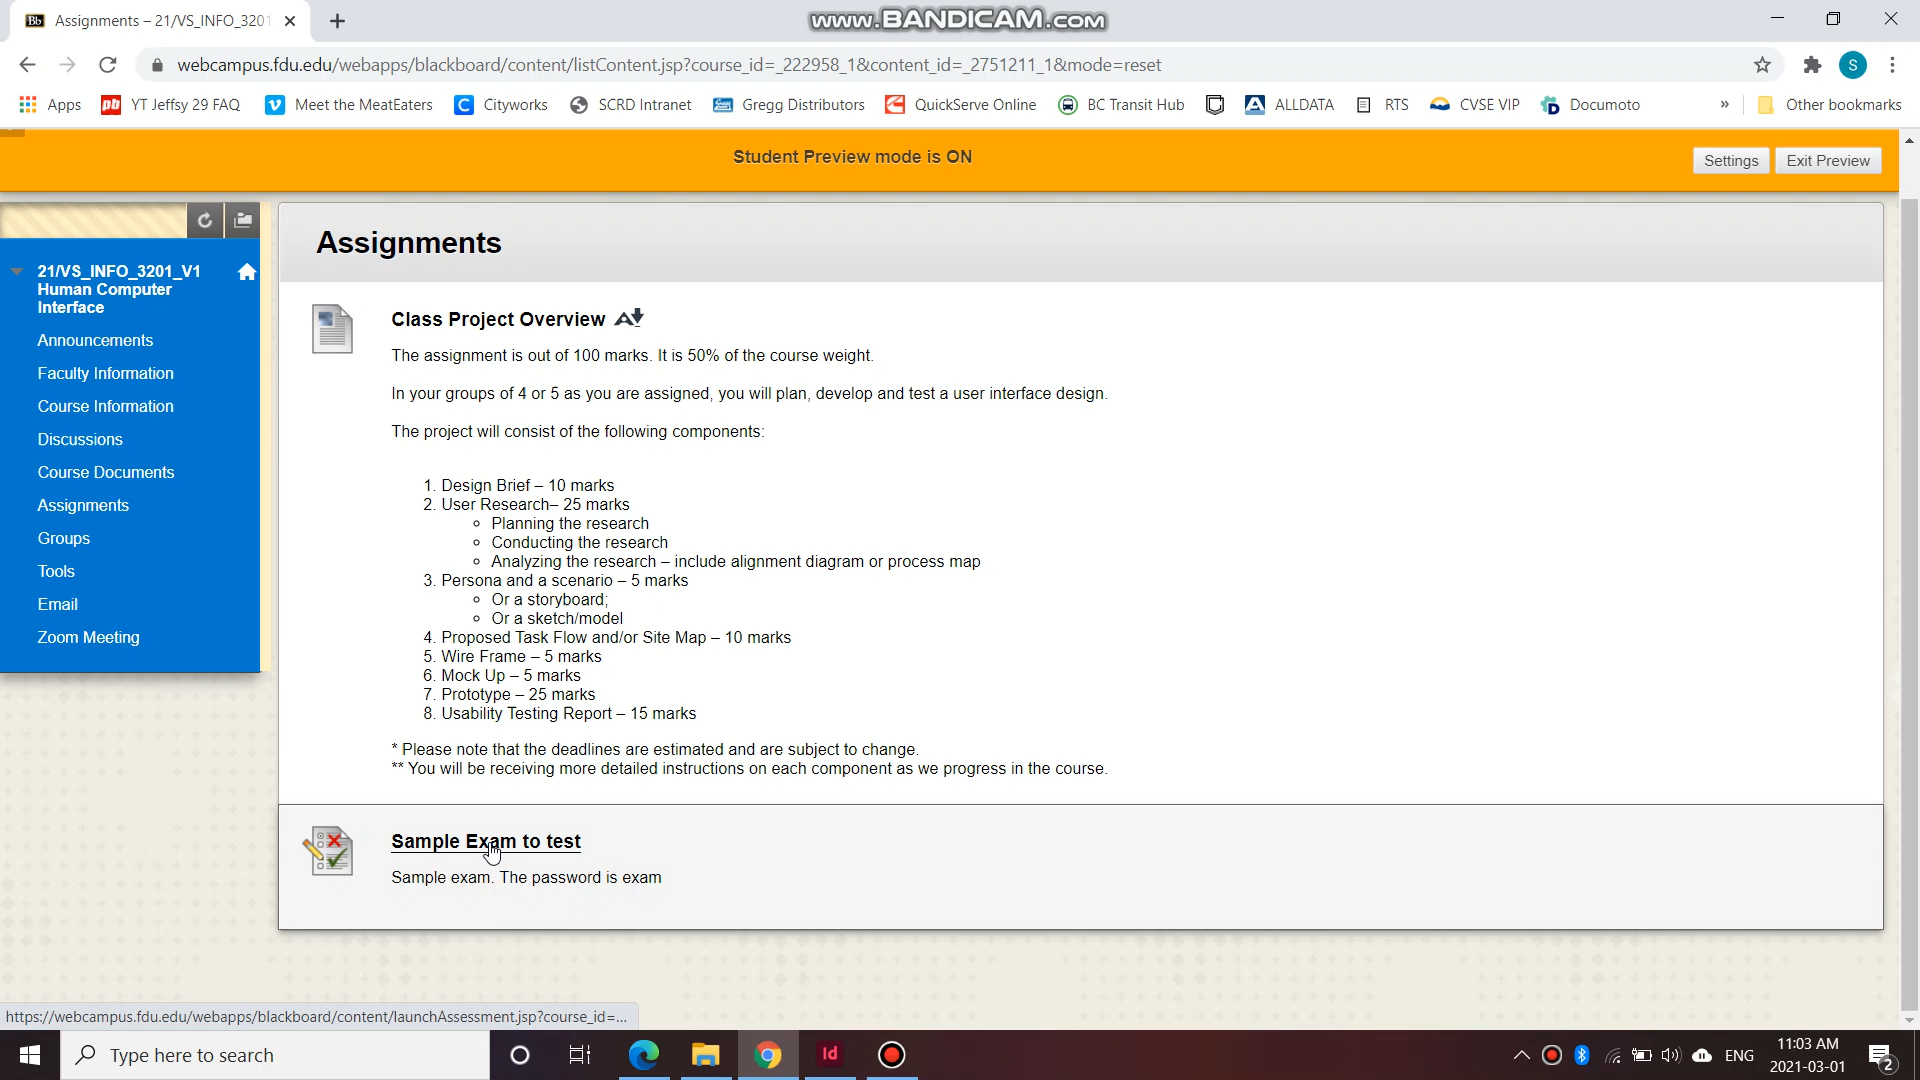 Assignments – 21/VS_INFO_3201
www.BANDICAM.com
webcampus.fdu.edu/webapps/blackboard/content/listContent.jsp?course_id=_222958_1&content_id=_2751211_1&mode=reset
S
Apps
YT Jeffsy 29 FAQ
Meet the MeatEaters
Cityworks
SCRD Intranet
Gregg Distributors
QuickServe Online
BC Transit Hub
ALLDATA
RTS
CVSE VIP
Documoto
»
Other bookmarks
Student Preview mode is ON
Settings
Exit Preview
21/VS_INFO_3201_V1
Human Computer
Interface
Announcements
Faculty Information
Course Information
Discussions
Course Documents
Assignments
Groups
Tools
Email
Zoom Meeting
Assignments
Class Project Overview
The assignment is out of 100 marks. It is 50% of the course weight.
In your groups of 4 or 5 as you are assigned, you will plan, develop and test a user interface design.
The project will consist of the following components:
1. Design Brief – 10 marks
2. User Research– 25 marks
◦ Planning the research
◦ Conducting the research
◦ Analyzing the research – include alignment diagram or process map
3. Persona and a scenario – 5 marks
◦ Or a storyboard;
◦ Or a sketch/model
4. Proposed Task Flow and/or Site Map – 10 marks
5. Wire Frame – 5 marks
6. Mock Up – 5 marks
7. Prototype – 25 marks
8. Usability Testing Report – 15 marks
* Please note that the deadlines are estimated and are subject to change.
** You will be receiving more detailed instructions on each component as we progress in the course.
Sample Exam to test
Sample exam. The password is exam
https://webcampus.fdu.edu/webapps/blackboard/content/launchAssessment.jsp?course_id=...
Type here to search
Id
ENG
11:03 AM
2021-03-01
2